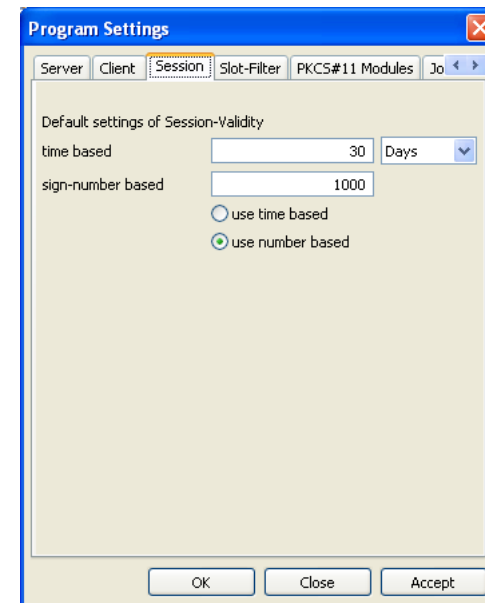 Program Settings
Server Client Session Slot-Filter PKCS#11 Modules Jo
Default settings of Session-Validity
time based 30 Days
sign-number based 1000
use time based
use number based
OK Close Accept